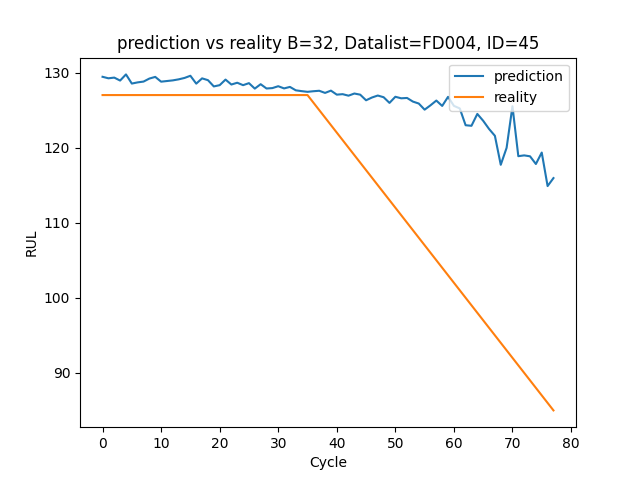 prediction vs reality B=32, Datalist=FD004, ID=45
prediction
reality
RUL
130
120
110
100
90
0 10 20 30 40 50 60 70 80
Cycle